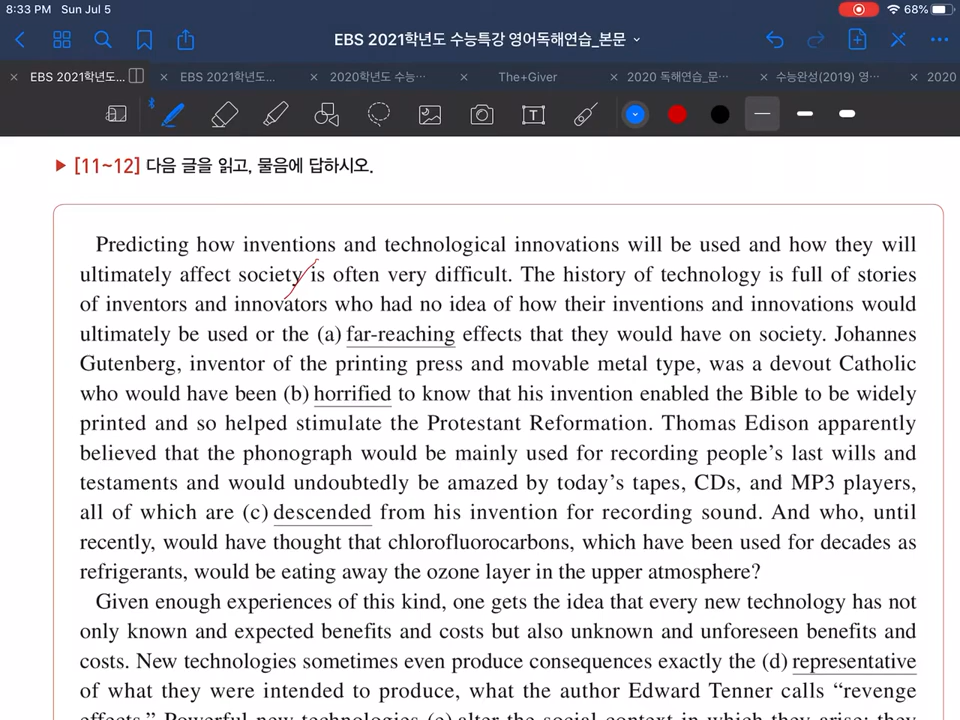 8:33 PM Sun Jul 5 68%
EBS 2021학년도 수능특강 영어독해연습_본문
EBS 2021학년도... EBS 2021학년도... 2020학년도 수능… The+Giver 2020 독해연습_문… 수능완성(2019) 영… 2020
[11~12] 다음 글을 읽고, 물음에 답하시오.
Predicting how inventions and technological innovations will be used and how they will
ultimately affect society is often very difficult. The history of technology is full of stories
of inventors and innovators who had no idea of how their inventions and innovations would
ultimately be used or the (a) far-reaching effects that they would have on society. Johannes
Gutenberg, inventor of the printing press and movable metal type, was a devout Catholic
who would have been (b) horrified to know that his invention enabled the Bible to be widely
printed and so helped stimulate the Protestant Reformation. Thomas Edison apparently
believed that the phonograph would be mainly used for recording people's last wills and
testaments and would undoubtedly be amazed by today's tapes, CDs, and MP3 players,
all of which are (c) descended from his invention for recording sound. And who, until
recently, would have thought that chlorofluorocarbons, which have been used for decades as
refrigerants, would be eating away the ozone layer in the upper atmosphere?
Given enough experiences of this kind, one gets the idea that every new technology has not
only known and expected benefits and costs but also unknown and unforeseen benefits and
costs. New technologies sometimes even produce consequences exactly the (d) representative
of what they were intended to produce, what the author Edward Tenner calls “revenge
effects.” Powerful new technologies (e) alter the social context in which they arise; they